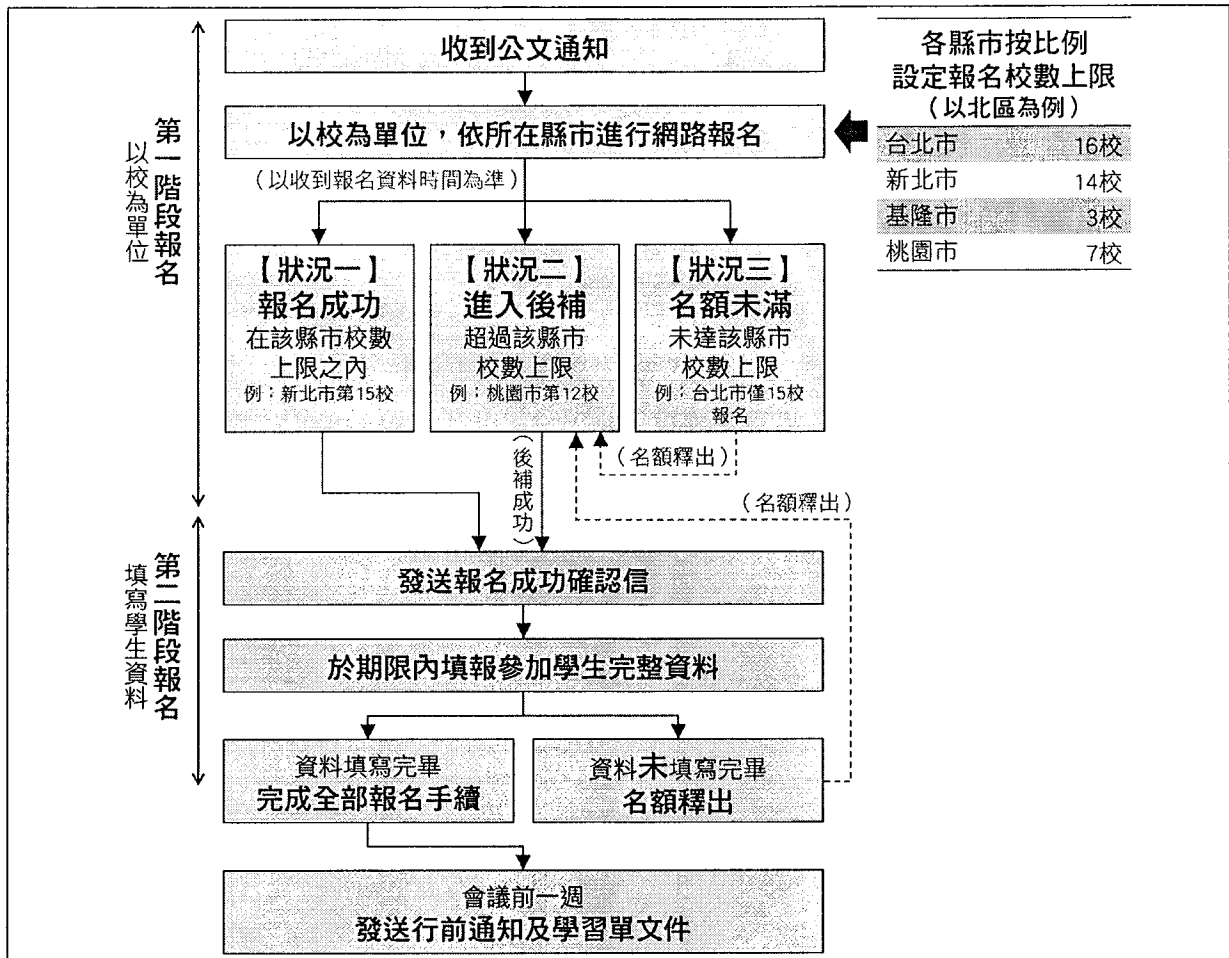 收到公文通知
以校為單位，依所在縣市進行網路報名
（以收到報名資料時間為準）
各縣市按比例
設定報名校數上限
（以北區為例）
台北市 16校
新北市 14校
基隆市 3校
桃園市 7校
第一階段報名
以校為單位
【狀況一】
報名成功
在該縣市校數
上限之內
例：新北市第15校
【狀況二】
進入後補
超過該縣市
校數上限
例：桃園市第12校
【狀況三】
名額未滿
未達該縣市
校數上限
例：台北市僅15校
報名
（名額釋出）
（後補成功）
（名額釋出）
第二階段報名
填寫學生資料
發送報名成功確認信
於期限內填報參加學生完整資料
資料填寫完畢
完成全部報名手續
資料未填寫完畢
名額釋出
會議前一週
發送行前通知及學習單文件